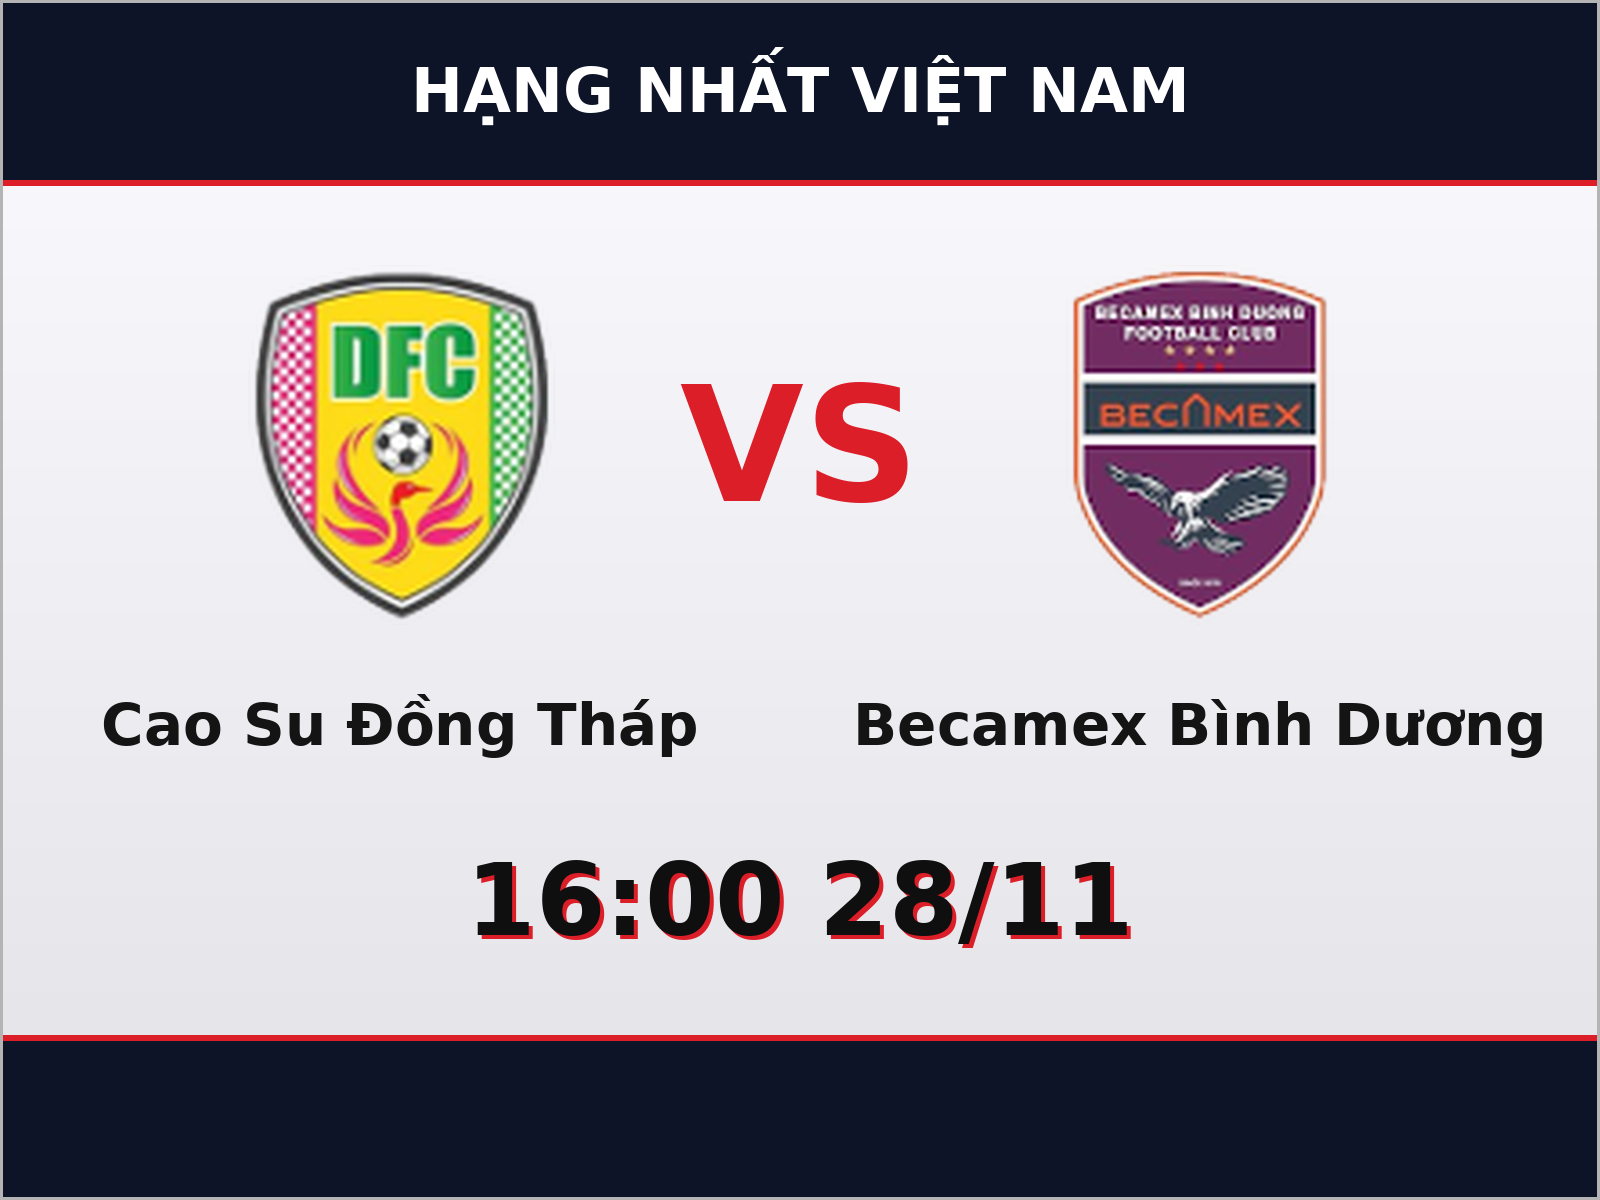 HẠNG NHẤT VIỆT NAM
DFC
BECAMEX BINH DUONG
FOOTBALL CLUB
BECAMEX
VS
Cao Su Đồng Tháp
Becamex Bình Dương
16:00 28/11